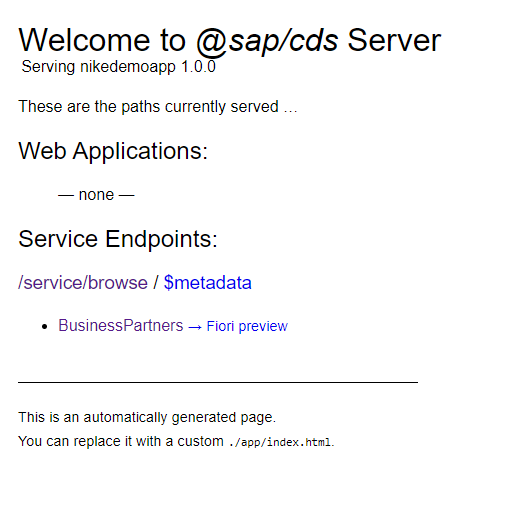 Welcome to @sap/cds Server
Serving nikedemoapp 1.0.0
These are the paths currently served …
Web Applications:
— none —
Service Endpoints:
/service/browse / $metadata
• BusinessPartners → Fiori preview
This is an automatically generated page.
You can replace it with a custom ./app/index.html.